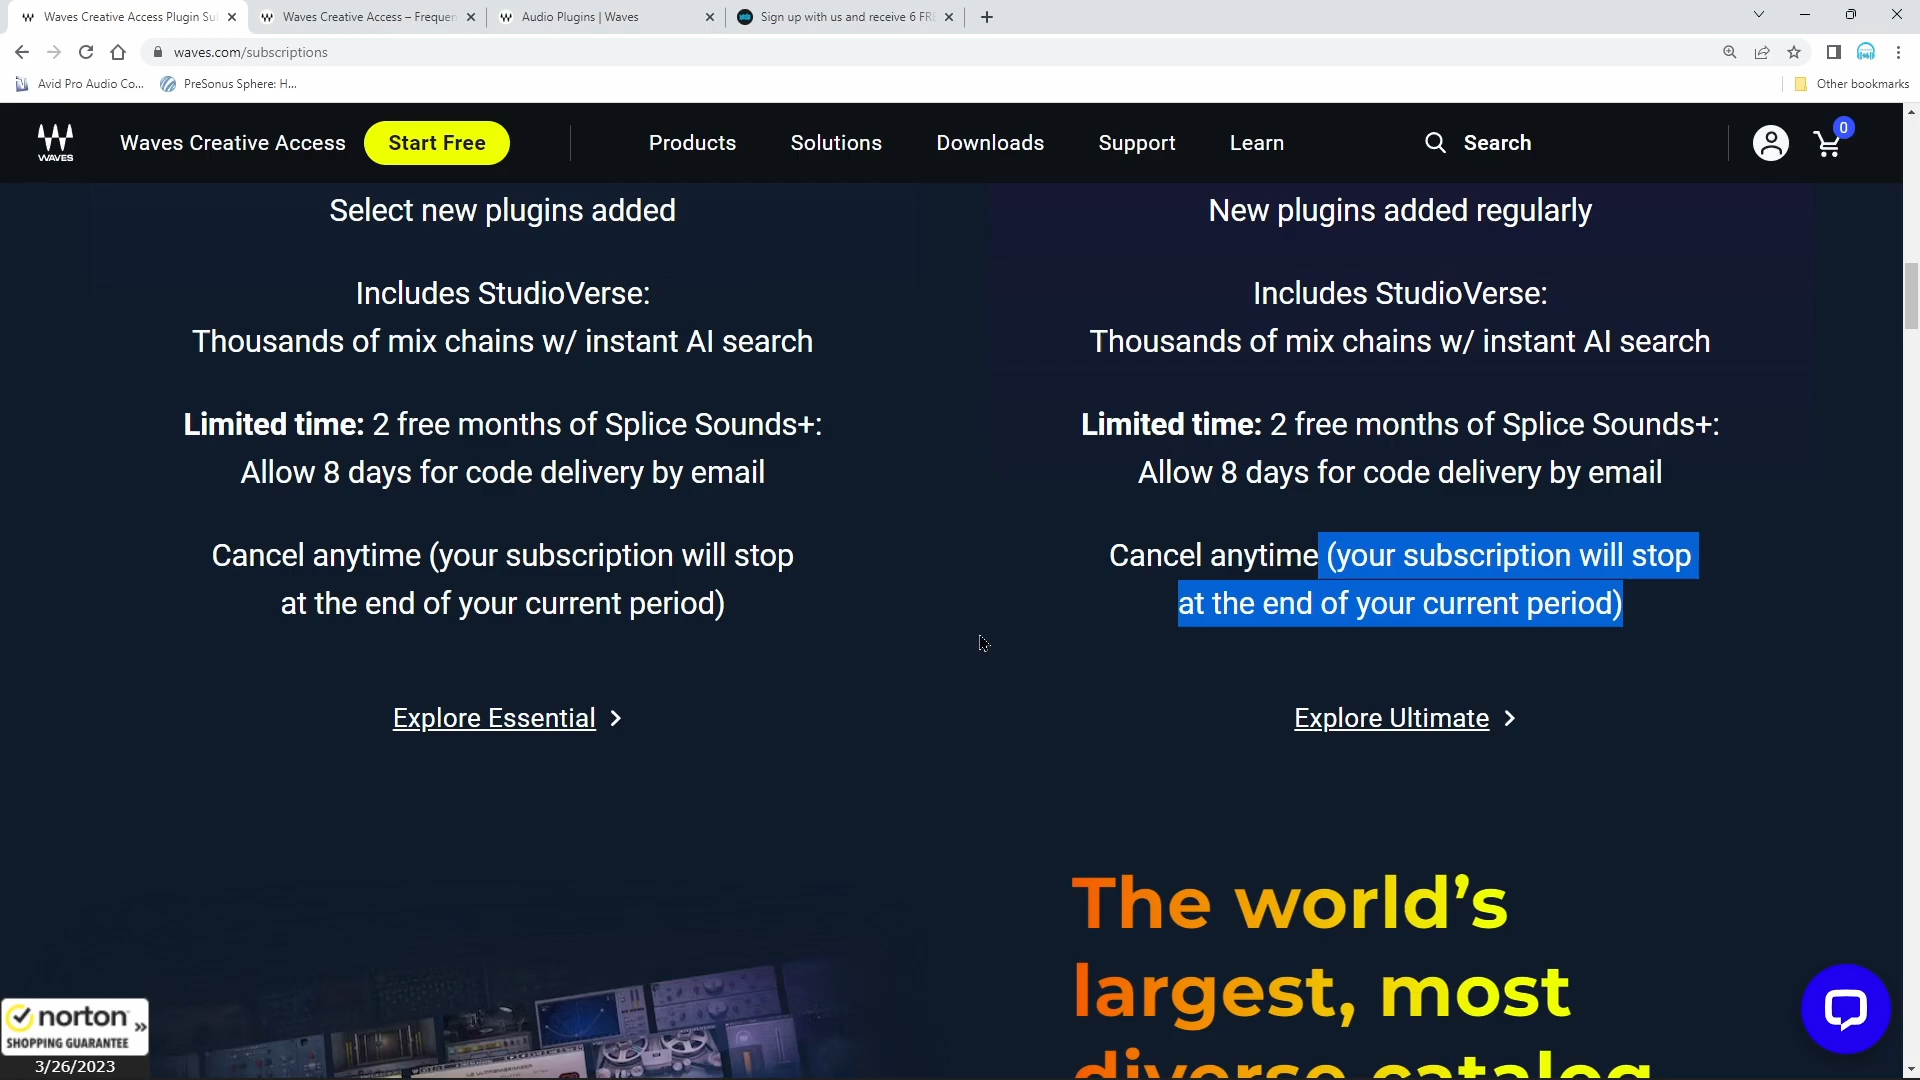 Waves Creative Access Plugin Su
Waves Creative Access – Frequen
Audio Plugins | Waves
Sign up with us and receive 6 FRE
waves.com/subscriptions
Avid Pro Audio Co...
PreSonus Sphere: H...
Other bookmarks
WAVES
Waves Creative Access
Start Free
Products
Solutions
Downloads
Support
Learn
Search
0
Select new plugins added
Includes StudioVerse:
Thousands of mix chains w/ instant AI search
Limited time: 2 free months of Splice Sounds+:
Allow 8 days for code delivery by email
Cancel anytime (your subscription will stop
at the end of your current period)
Explore Essential
New plugins added regularly
Includes StudioVerse:
Thousands of mix chains w/ instant AI search
Limited time: 2 free months of Splice Sounds+:
Allow 8 days for code delivery by email
Cancel anytime (your subscription will stop
at the end of your current period)
Explore Ultimate
The world’s
largest, most
diverse catalog
norton
SHOPPING GUARANTEE
3/26/2023